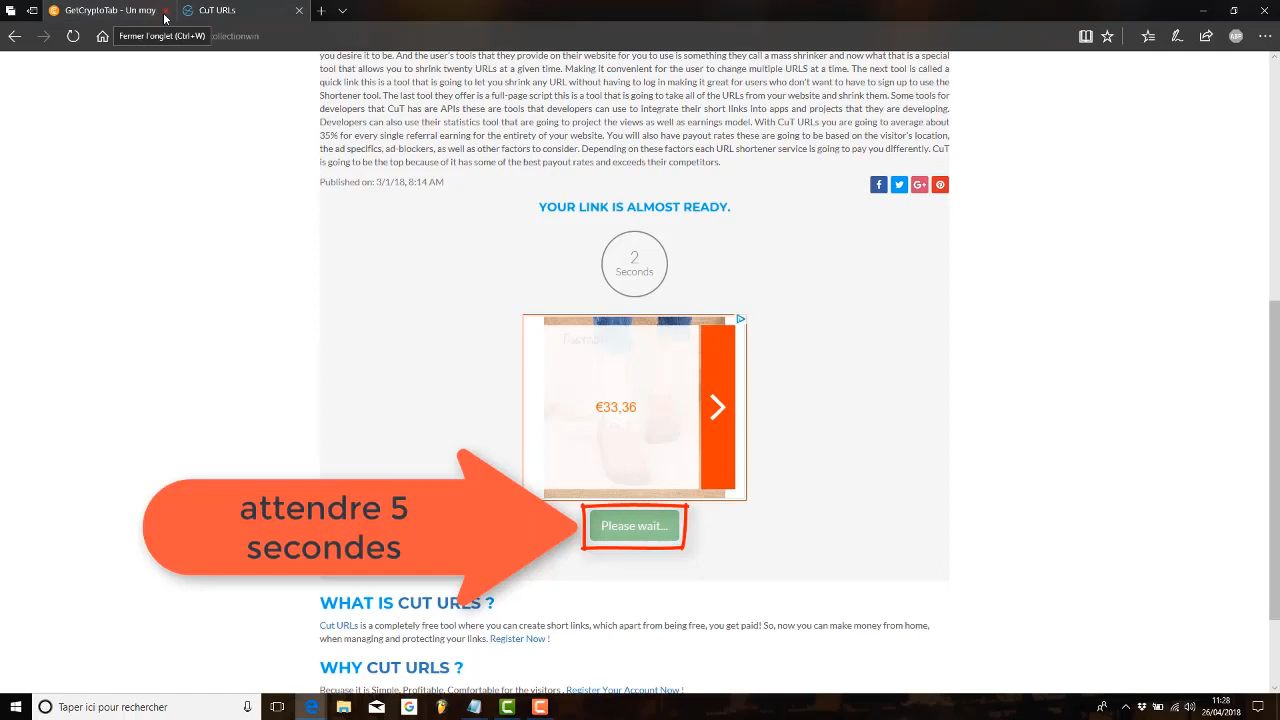 GetCryptoTab - Un moy
CUT URLs
Fermer l'onglet (Ctrl+W)
collectionwin
you desire it to be. And the user's tools that they provide on their website for you to use is something they call a mass shrinker and now what that is a special
tool that allows you to shrink twenty URLs at a given time. Making it convenient for the user to change multiple URLS at a time. The next tool is called a
quick link this is a tool that is going to let you shrink any URL without having to log in making it great for users who don't want to have to sign up to use the
Shortener tool. The last tool they offer is a full-page script this is a tool that is going to take all of the URLs from your website and shrink them. Some tools for
developers that CuT has are APIs these are tools that developers can use to integrate their short links into apps and projects that they are developing.
Developers can also use their statistics tool that are going to project the views as well as earnings model. With CuT URLs you are going to average about
35% for every single referral earning for the entirety of your website. You will also have payout rates these are going to be based on the visitor's location,
the ad specifics, ad-blockers, as well as other factors to consider. Depending on these factors each URL shortener service is going to pay you differently. CuT
is going to be the top because of it has some of the best payout rates and exceeds their competitors.
Published on: 3/1/18, 8:14 AM
YOUR LINK IS ALMOST READY.
2
Seconds
€33,36
attendre 5
secondes
Please wait...
WHAT IS CUT URLS ?
Cut URLs is a completely free tool where you can create short links, which apart from being free, you get paid! So, now you can make money from home,
when managing and protecting your links. Register Now !
WHY CUT URLS ?
Becuase it is Simple, Profitable, Comfortable for the visitors . Register Your Account Now !
Taper ici pour rechercher
11:28
26/04/2018